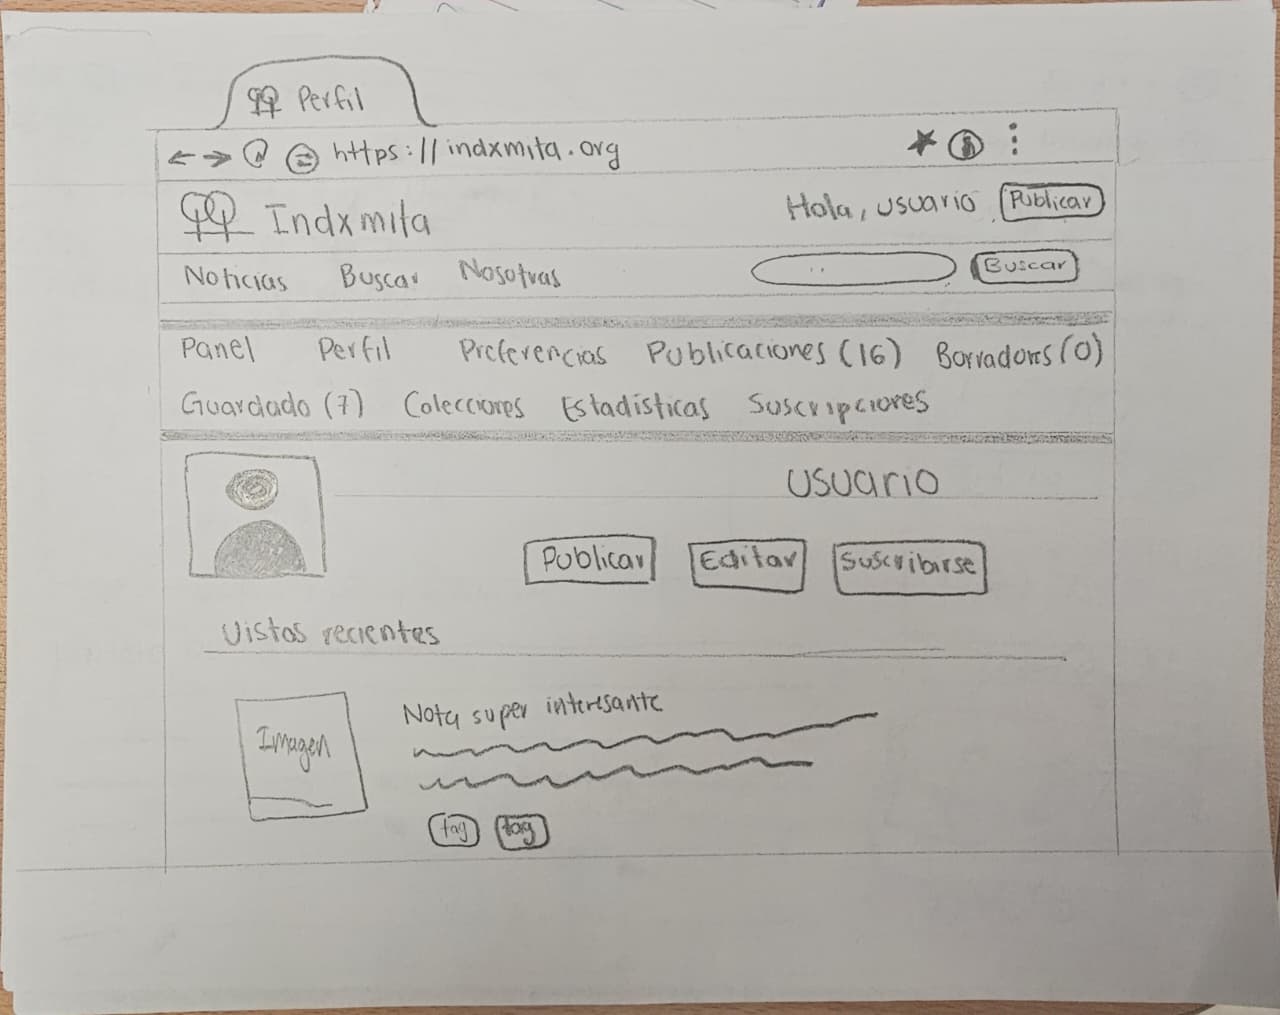 Perfil
https://indxmita.org
Indxmita Hola, usuario Publicar
Noticias Buscar Nosotras Buscar
Panel Perfil Preferencias Publicaciones (16) Borradores (0)
Guardado (7) Colecciones Estadísticas Suscripciones
Usuario
Publicar Editar Suscribirse
Vistos recientes
Imagen
Nota super interesante
tag tag